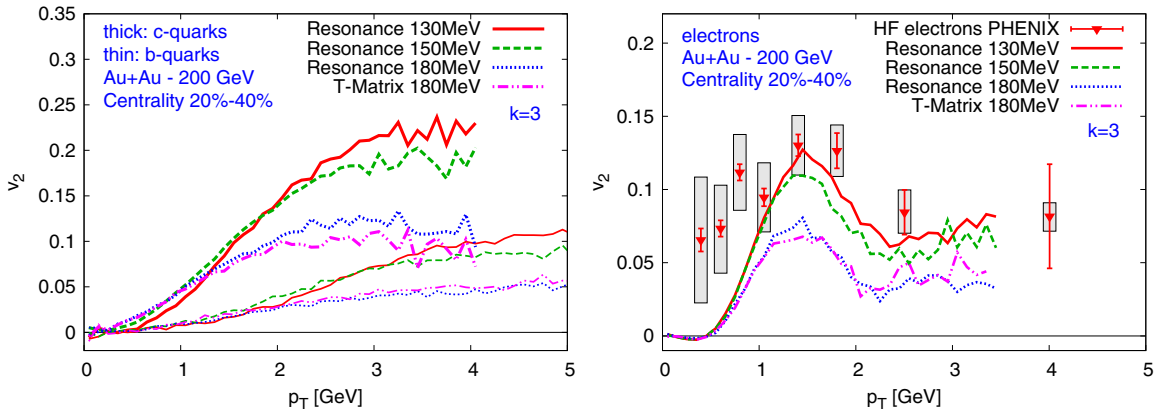 thick: c-quarks
thin: b-quarks
Au+Au - 200 GeV
Centrality 20%-40%
Resonance 130MeV
Resonance 150MeV
Resonance 180MeV
T-Matrix 180MeV
k=3
v2
0.25
0.2
0.15
0.1
0.05
0
0 1 2 3 4 5
pT [GeV]
electrons
Au+Au - 200 GeV
Centrality 20%-40%
HF electrons PHENIX
Resonance 130MeV
Resonance 150MeV
Resonance 180MeV
T-Matrix 180MeV
k=3
v2
0.2
0.15
0.1
0.05
0
0 1 2 3 4 5
pT [GeV]